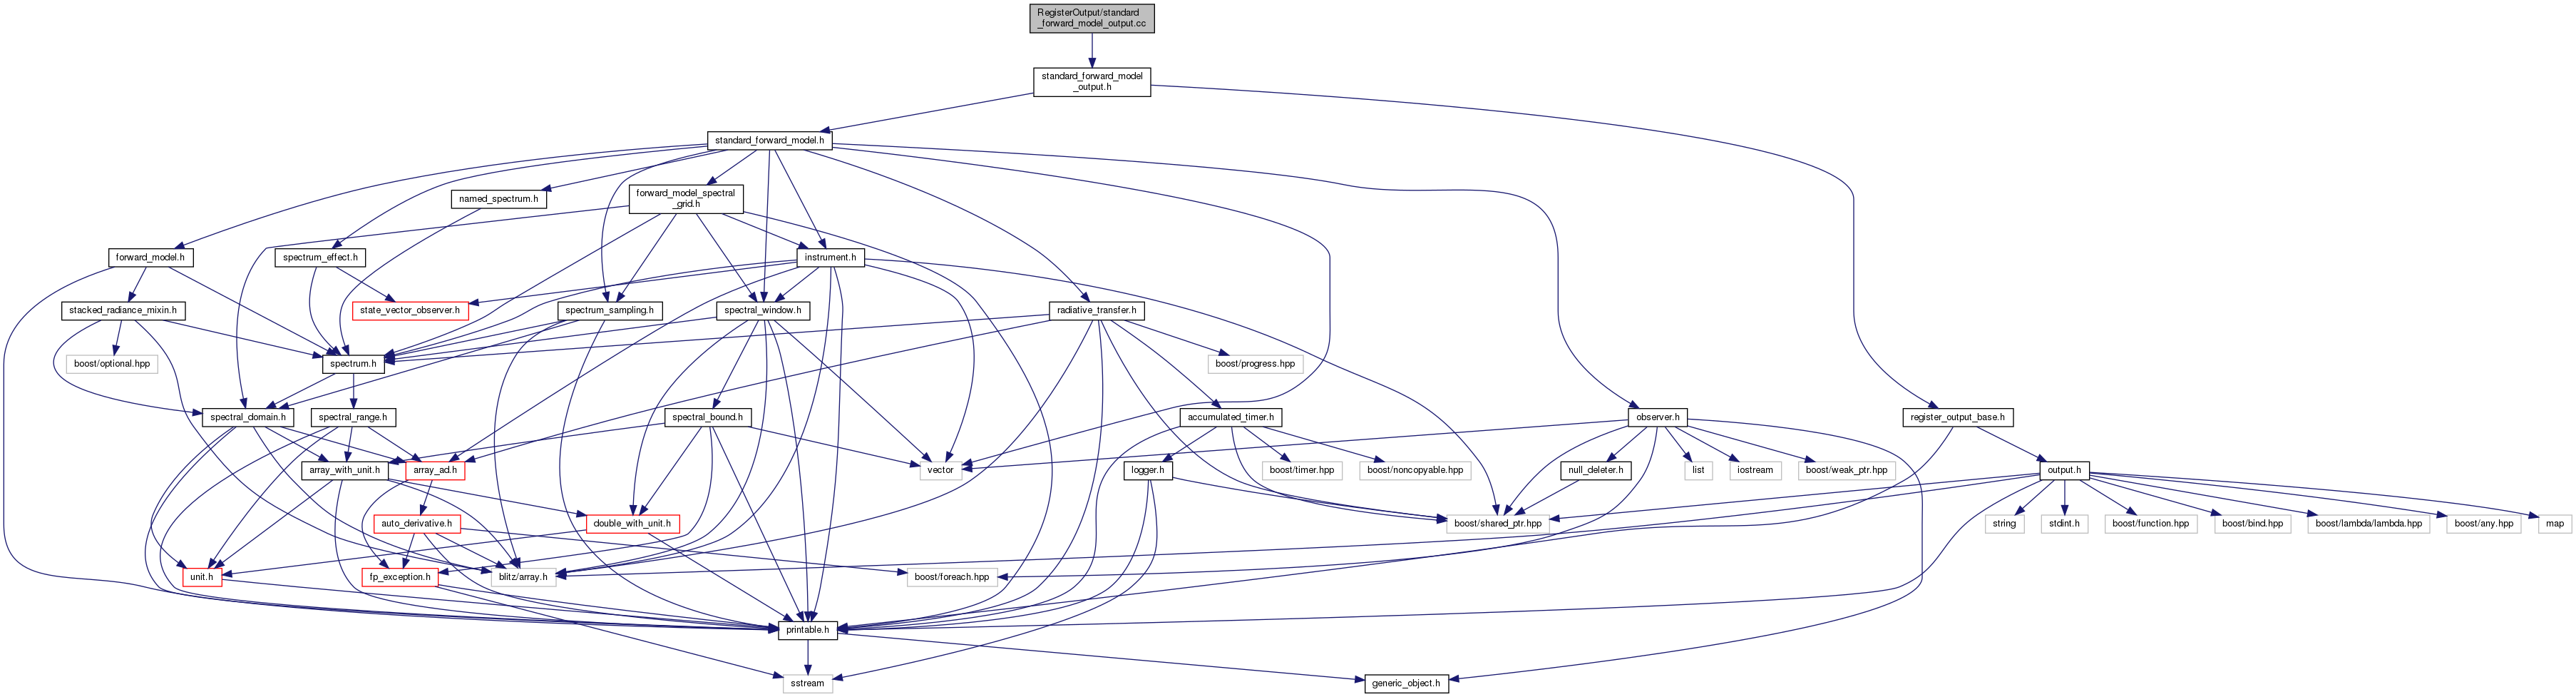 RegisterOutput/standard
_forward_model_output.cc
standard_forward_model
_output.h
standard_forward_model.h
named_spectrum.h
forward_model_spectral
_grid.h
forward_model.h
spectrum_effect.h
instrument.h
stacked_radiance_mixin.h
state_vector_observer.h
spectrum_sampling.h
spectral_window.h
radiative_transfer.h
boost/optional.hpp
spectrum.h
boost/progress.hpp
spectral_domain.h
spectral_range.h
spectral_bound.h
accumulated_timer.h
observer.h
register_output_base.h
array_with_unit.h
array_ad.h
vector
logger.h
boost/timer.hpp
boost/noncopyable.hpp
null_deleter.h
list
iostream
boost/weak_ptr.hpp
output.h
auto_derivative.h
double_with_unit.h
boost/shared_ptr.hpp
string
stdint.h
boost/function.hpp
boost/bind.hpp
boost/lambda/lambda.hpp
boost/any.hpp
map
unit.h
fp_exception.h
blitz/array.h
boost/foreach.hpp
printable.h
sstream
generic_object.h